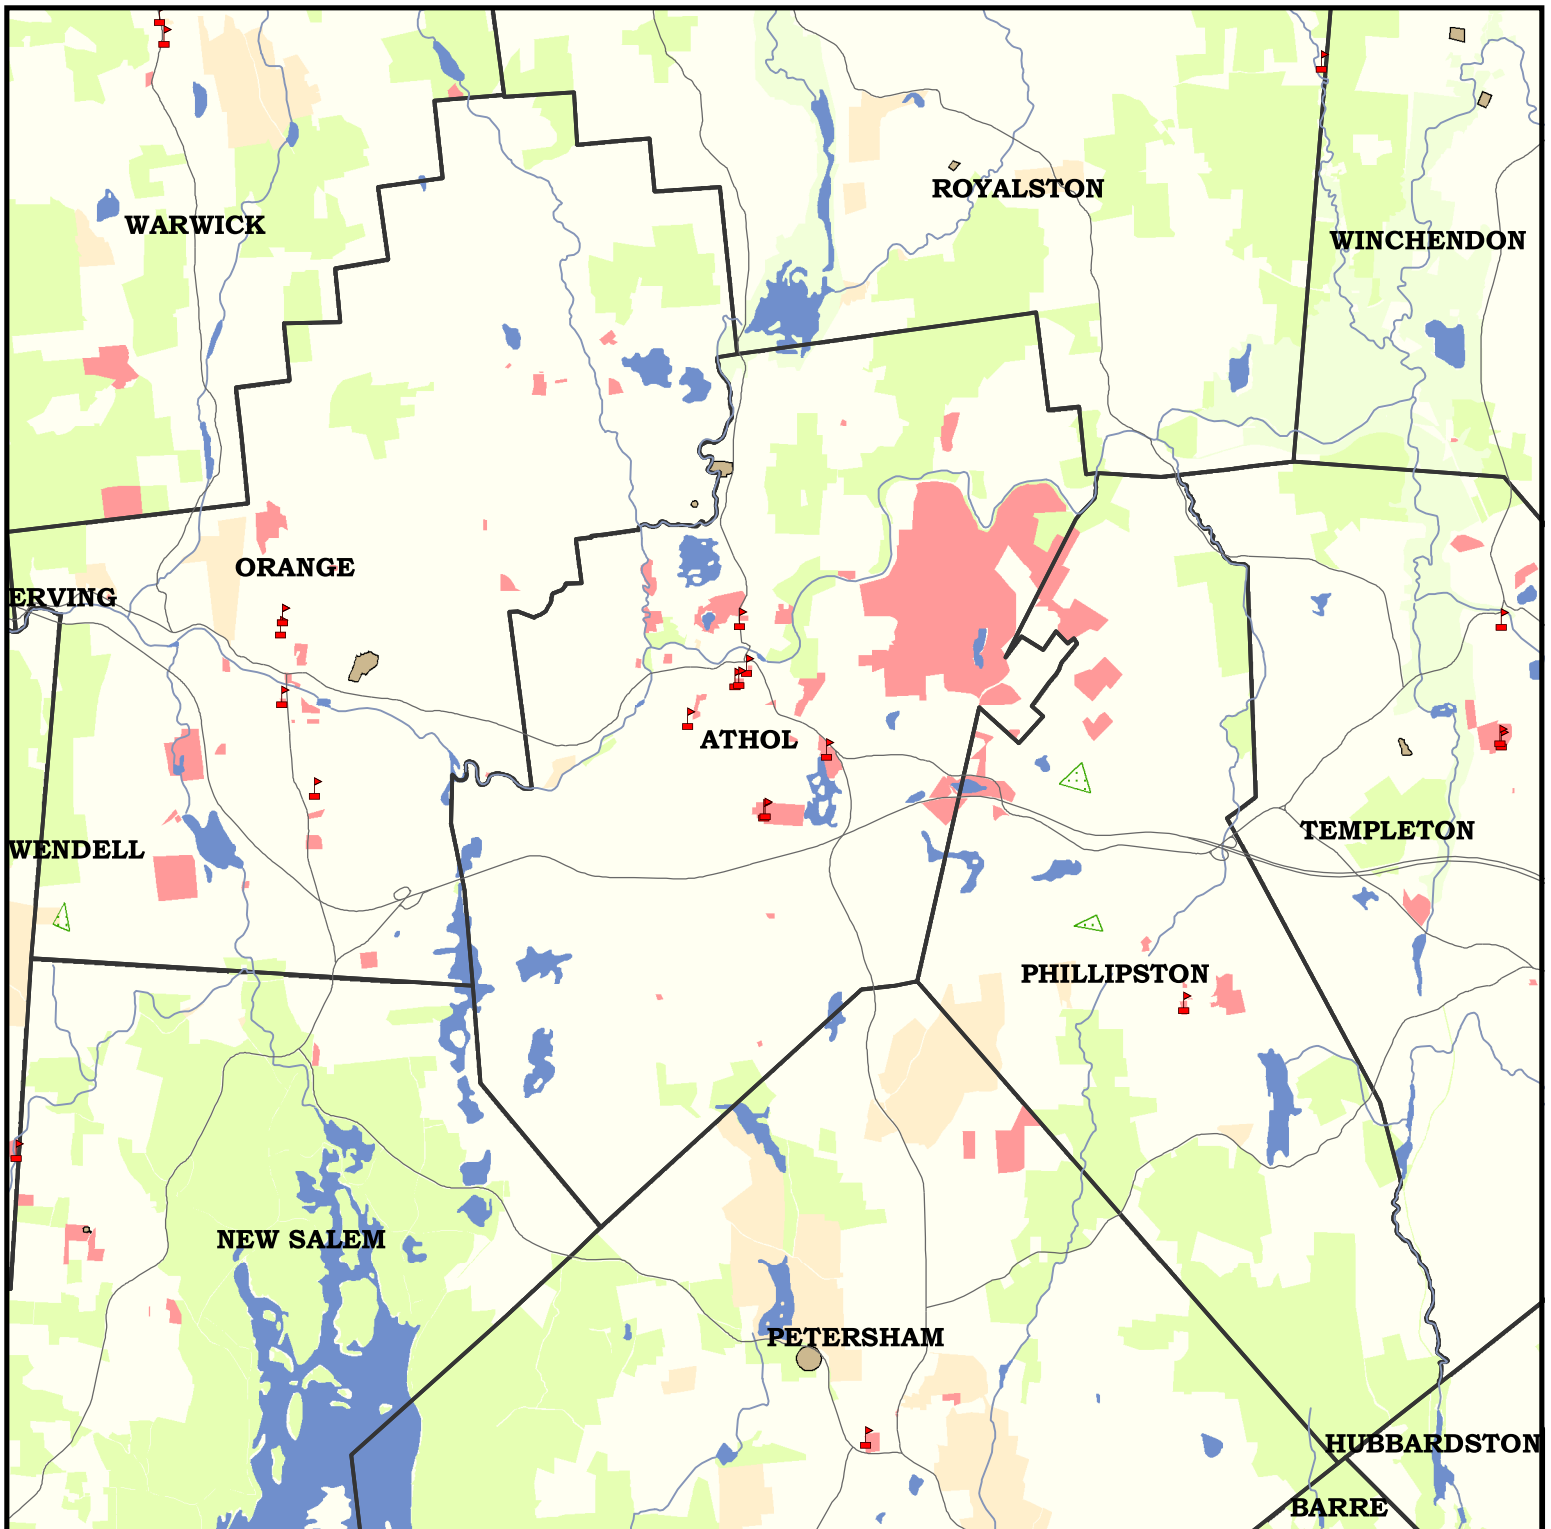 ROYALSTON
WARWICK
WINCHENDON
ORANGE
ERVING
ATHOL
TEMPLETON
WENDELL
PHILLIPSTON
NEW SALEM
PETERSHAM
HUBBARDSTON
BARRE